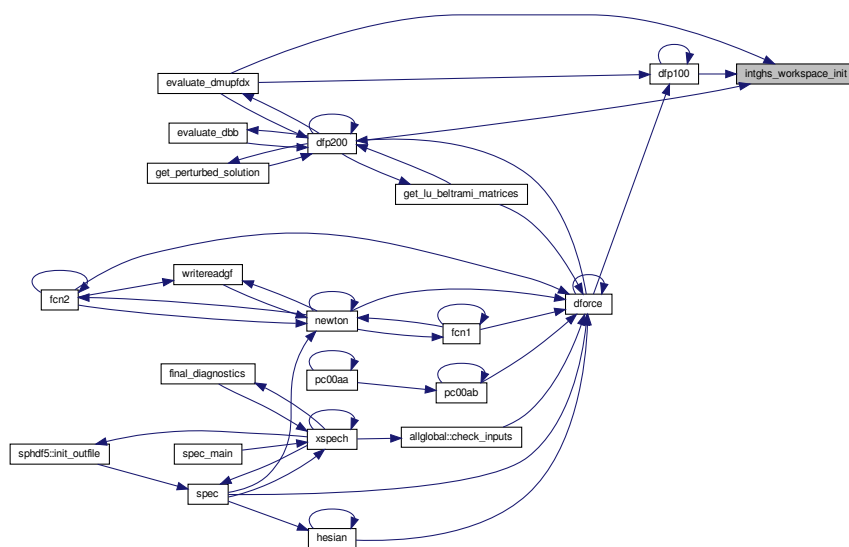 intghs_workspace_init
dfp100
evaluate_dmupfdx
evaluate_dbb
dfp200
get_perturbed_solution
get_lu_beltrami_matrices
writereadgf
fcn2
newton
fcn1
dforce
final_diagnostics
pc00aa
pc00ab
xspech
allglobal::check_inputs
sphdf5::init_outfile
spec_main
spec
hesian